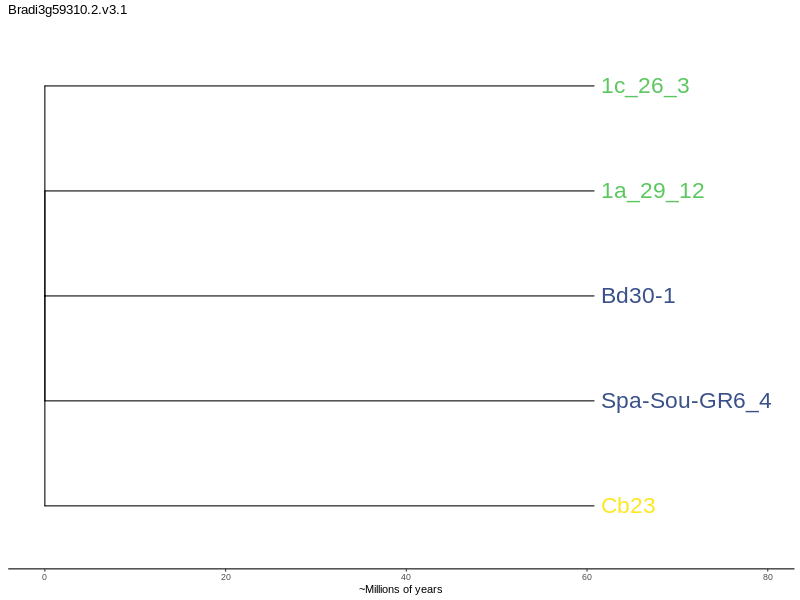 Bradi3g59310.2.v3.1
1c_26_3
1a_29_12
Bd30-1
Spa-Sou-GR6_4
Cb23
0 20 40 60 80
~Millions of years